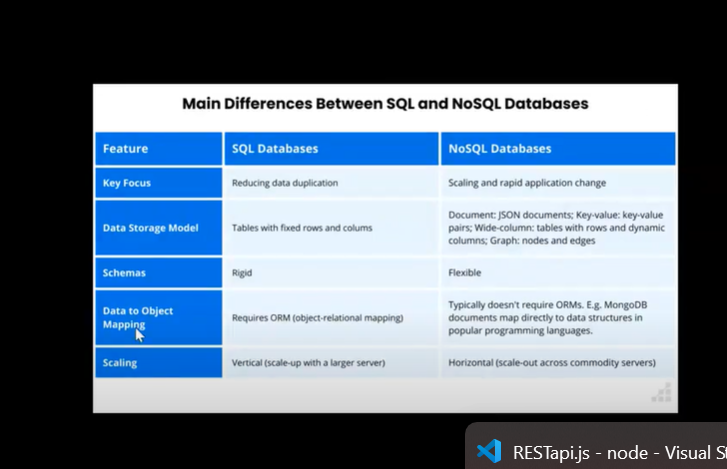 Main Differences Between SQL and NoSQL Databases
Feature
SQL Databases
NoSQL Databases
Key Focus
Reducing data duplication
Scaling and rapid application change
Data Storage Model
Tables with fixed rows and colums
Document: JSON documents; Key-value: key-value
pairs; Wide-column: tables with rows and dynamic
columns; Graph: nodes and edges
Schemas
Rigid
Flexible
Data to Object
Mapping
Requires ORM (object-relational mapping)
Typically doesn't require ORMs. E.g. MongoDB
documents map directly to data structures in
popular programming languages.
Scaling
Vertical (scale-up with a larger server)
Horizontal (scale-out across commodity servers)
RESTapi.js - node - Visual S